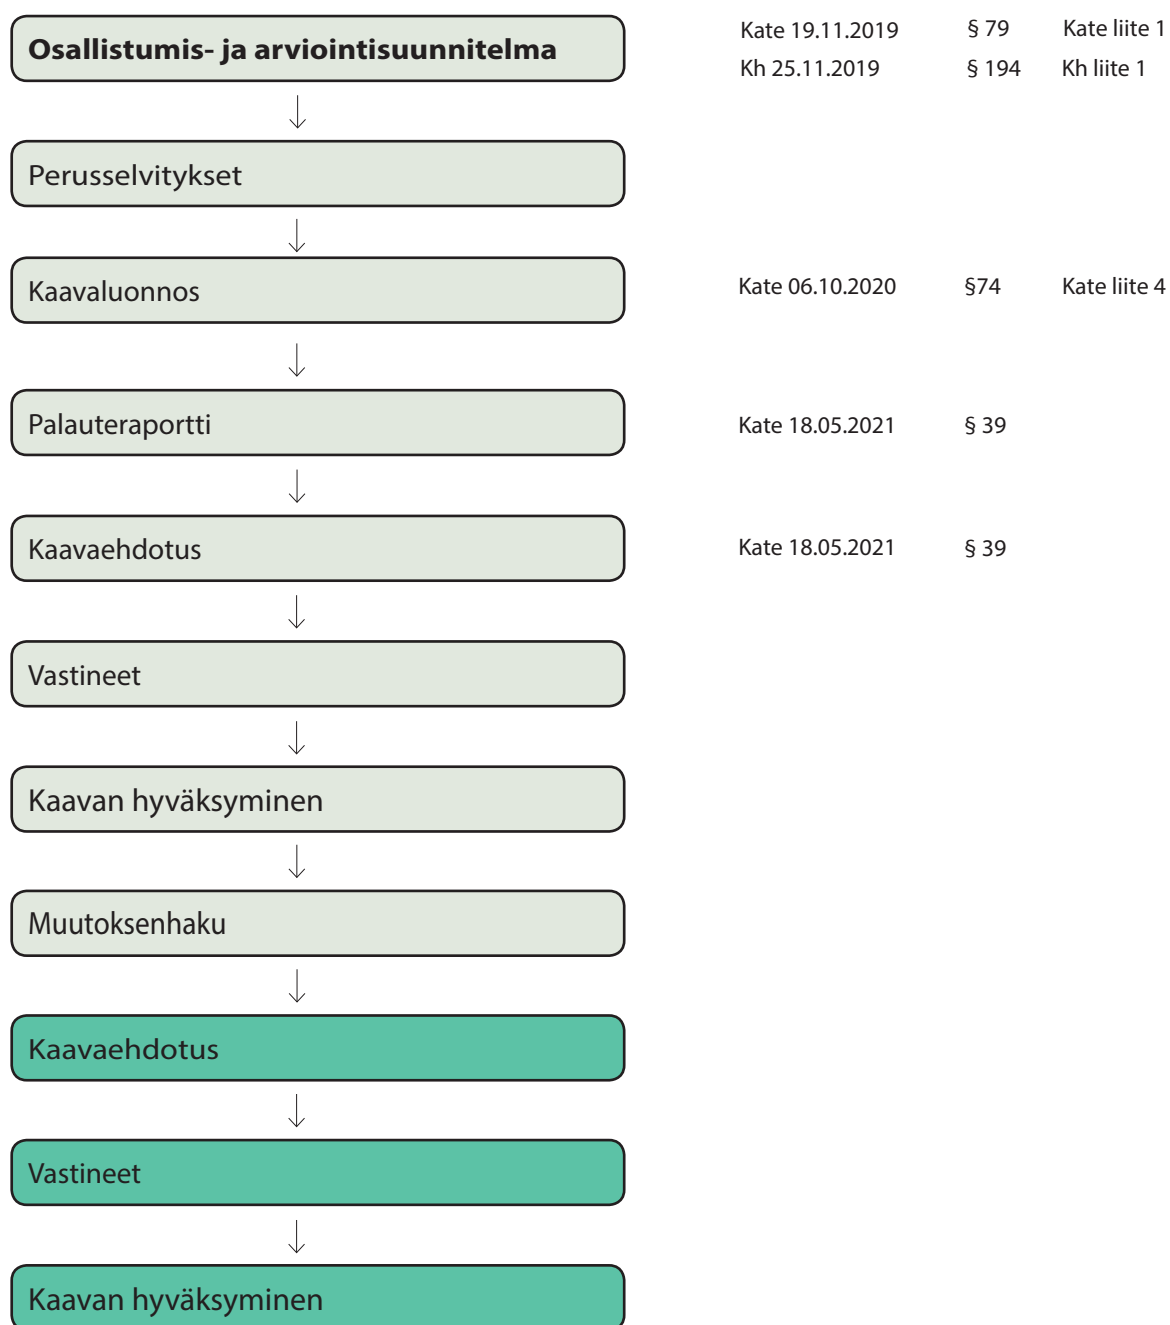 Osallistumis- ja arviointisuunnitelma
Kate 19.11.2019 § 79 Kate liite 1
Kh 25.11.2019 § 194 Kh liite 1
Perusselvitykset
Kaavaluonnos
Kate 06.10.2020 §74 Kate liite 4
Palauteraportti
Kate 18.05.2021 § 39
Kaavaehdotus
Kate 18.05.2021 § 39
Vastineet
Kaavan hyväksyminen
Muutoksenhaku
Kaavaehdotus
Vastineet
Kaavan hyväksyminen